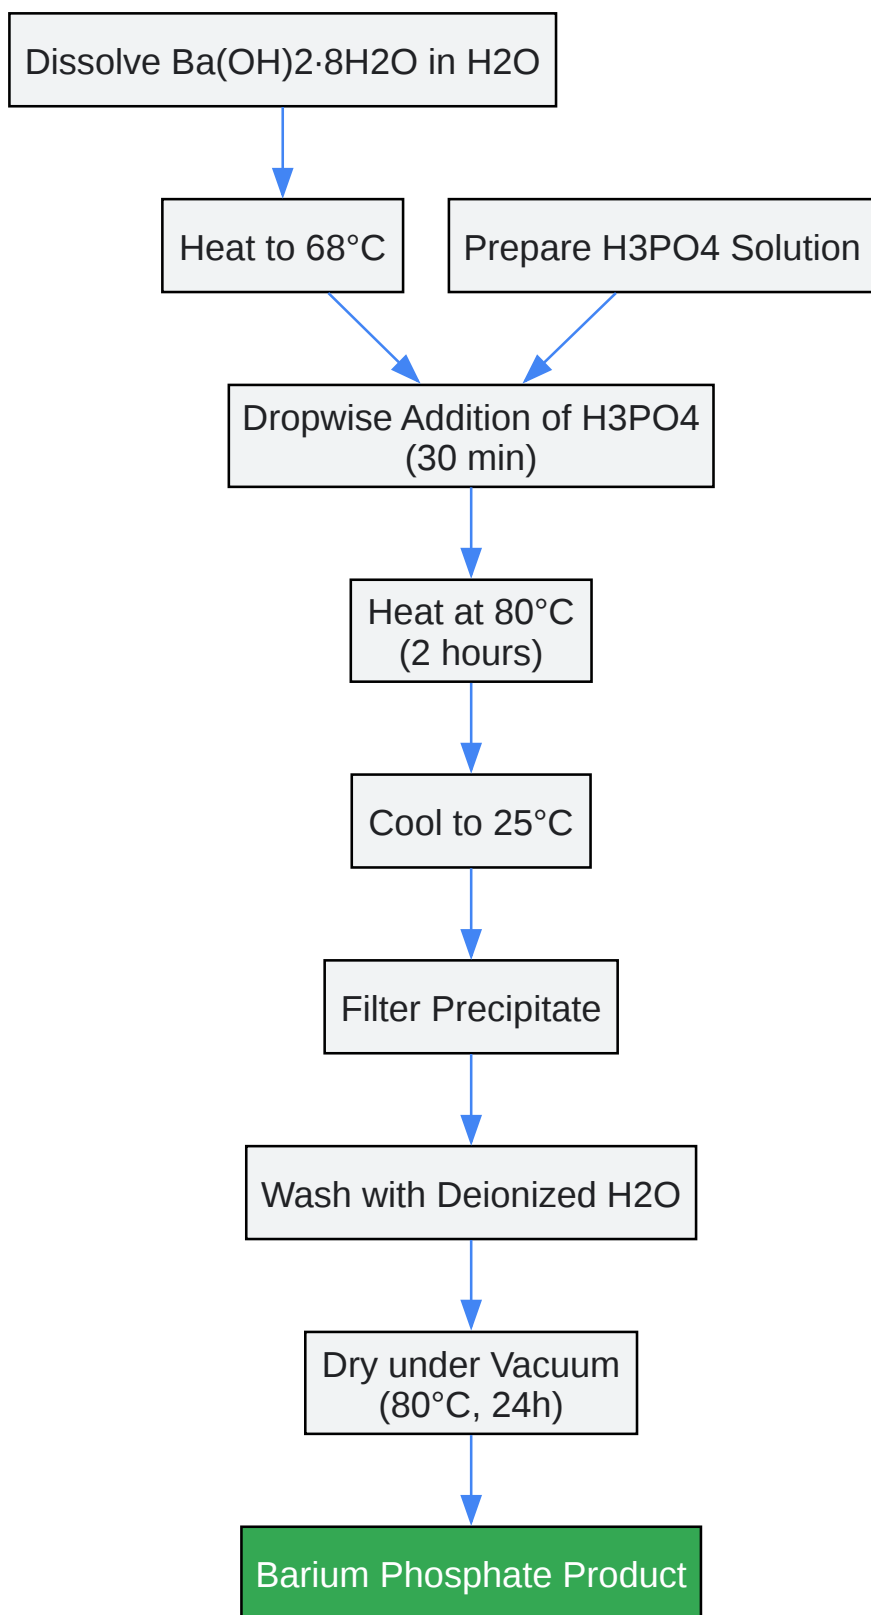 Dissolve Ba(OH)2·8H2O in H2O
Heat to 68°C
Prepare H3PO4 Solution
Dropwise Addition of H3PO4
(30 min)
Heat at 80°C
(2 hours)
Cool to 25°C
Filter Precipitate
Wash with Deionized H2O
Dry under Vacuum
(80°C, 24h)
Barium Phosphate Product